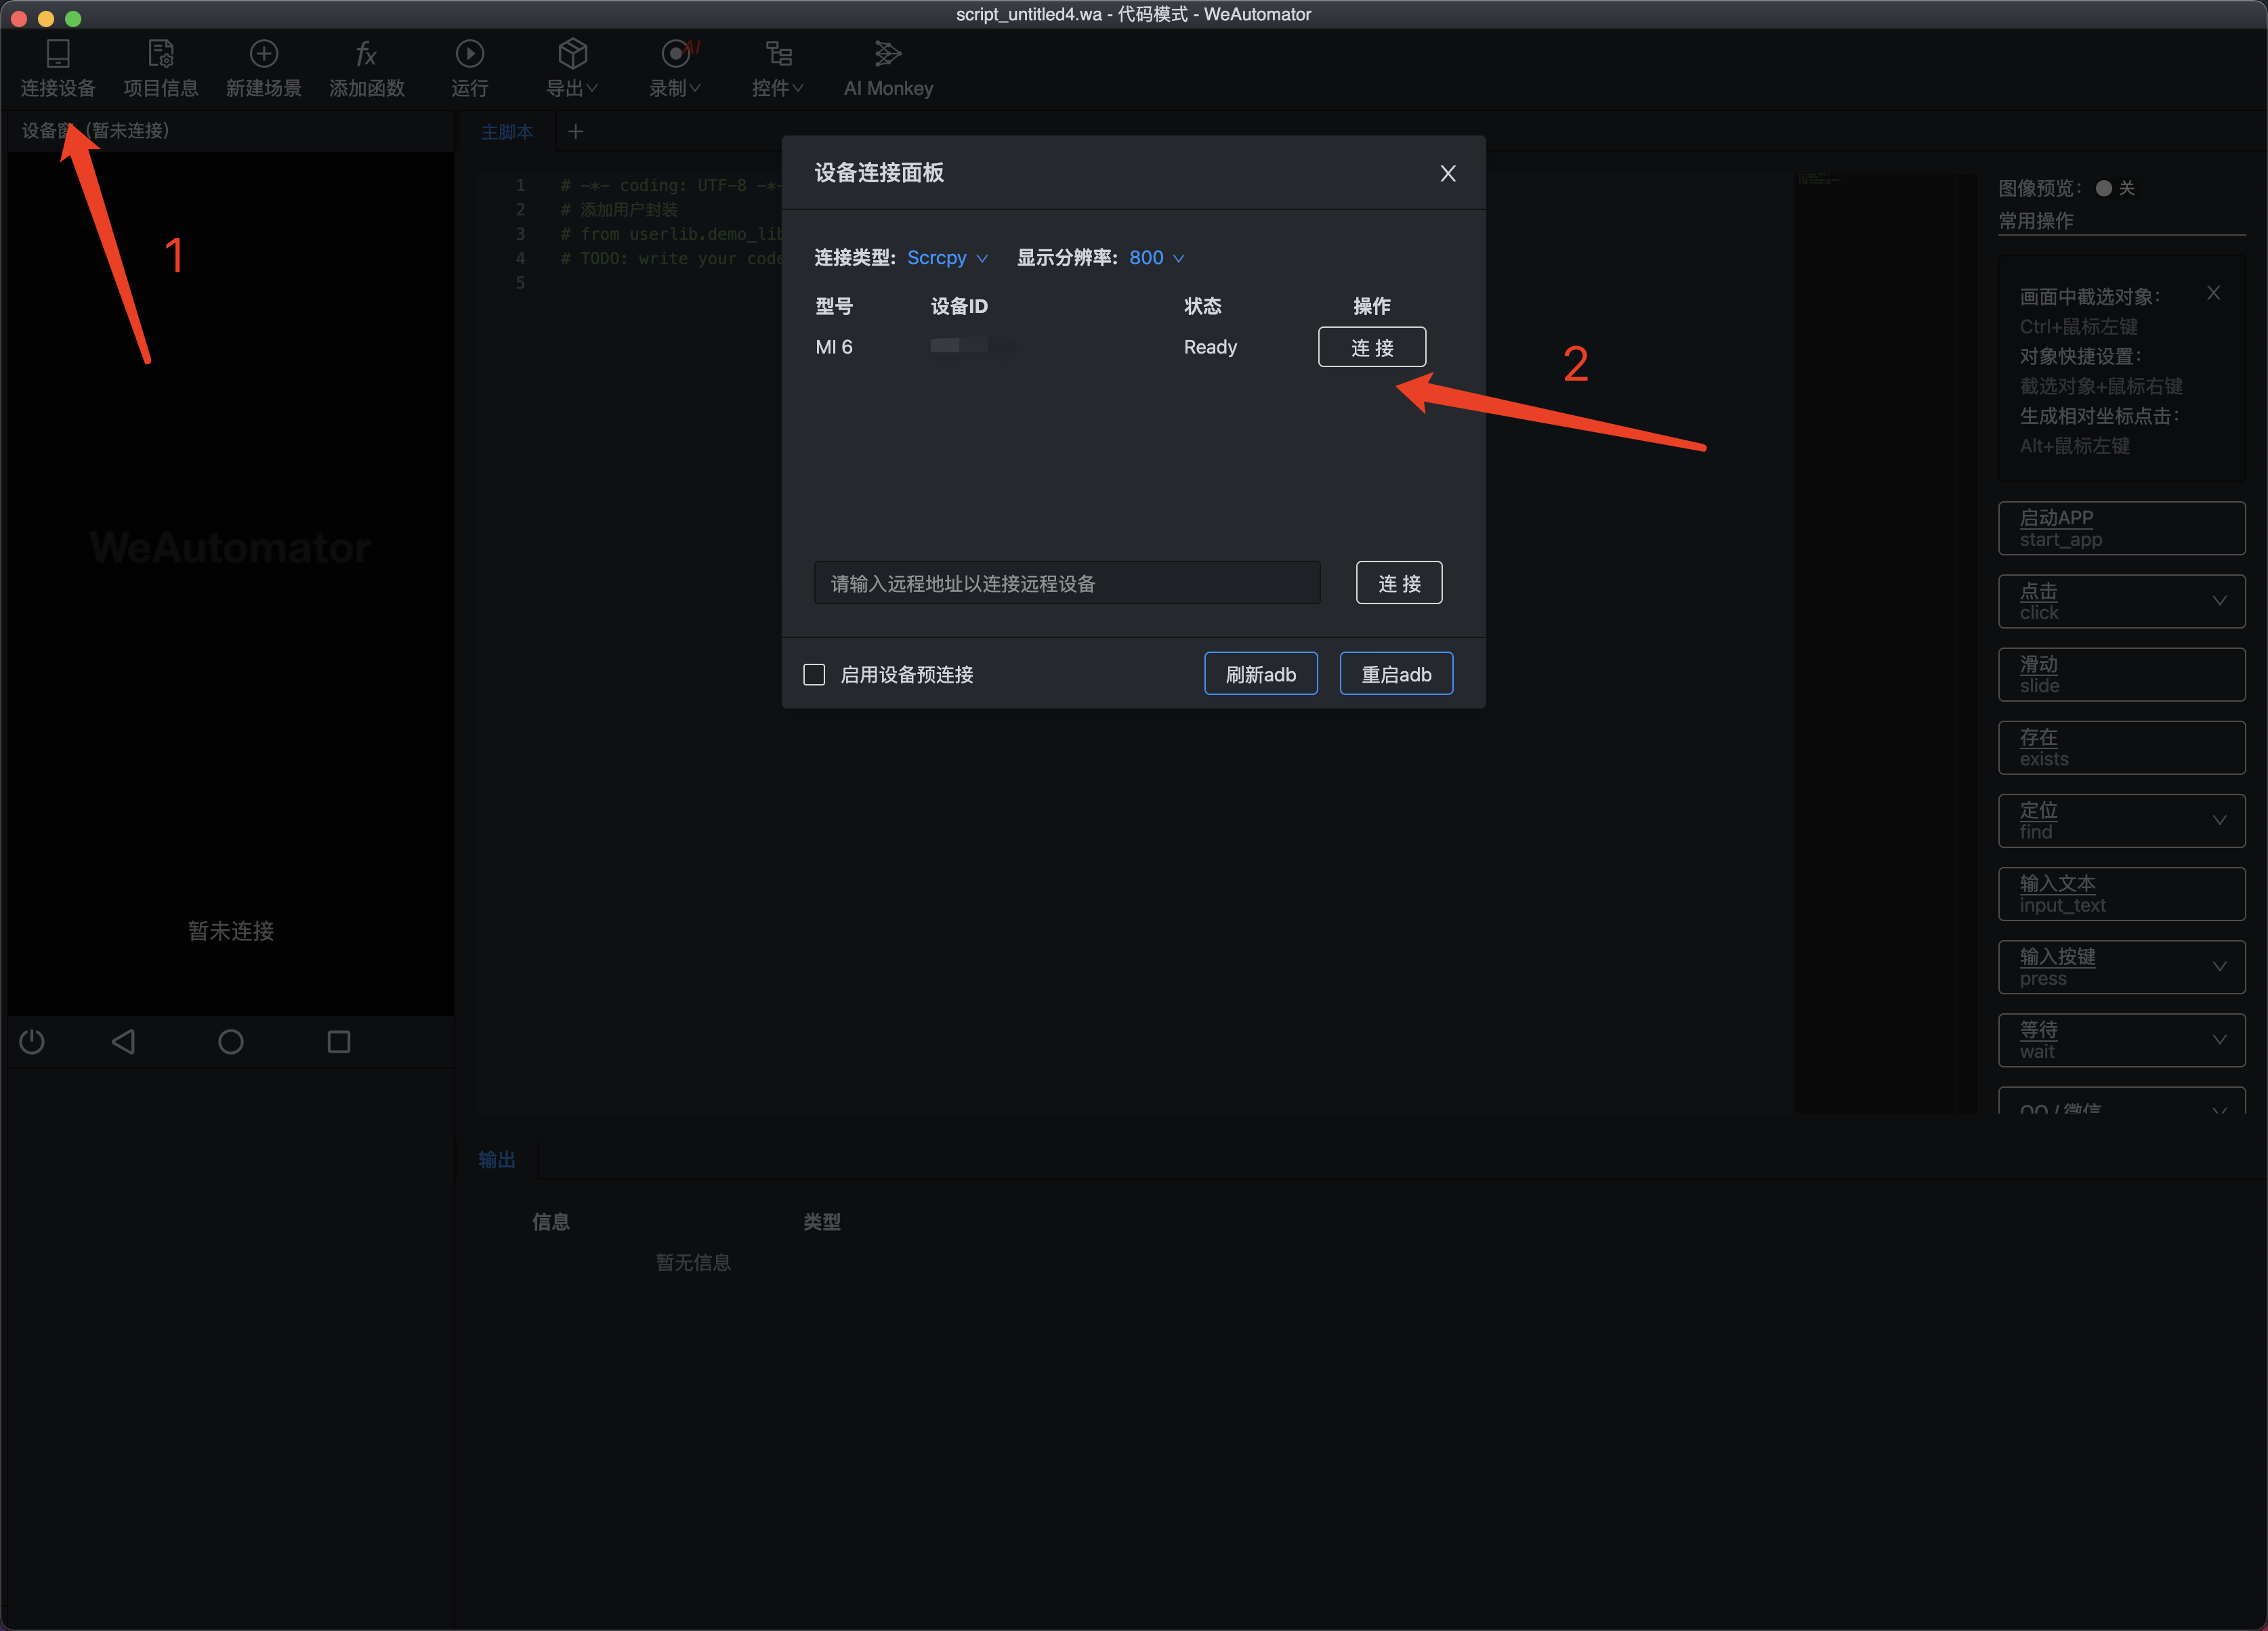 script_untitled4.wa - 代码模式 - WeAutomator
连接设备 项目信息 新建场景 添加函数 运行 导出 录制 AI 控件 AI Monkey
设备窗 (暂未连接)
主脚本 +
1
WeAutomator
暂未连接
1 # -*- coding: UTF-8 -*-
2 # 添加用户封装
3 # from userlib.demo_lib
4 # TODO: write your code
5
设备连接面板
连接类型: Scrcpy 显示分辨率: 800
型号 设备ID 状态 操作
MI 6 Ready 连 接
2
请输入远程地址以连接远程设备 连 接
启用设备预连接 刷新adb 重启adb
图像预览: 关
常用操作
画面中截选对象:
Ctrl+鼠标左键
对象快捷设置:
截选对象+鼠标右键
生成相对坐标点击:
Alt+鼠标左键
启动APP
start_app
点击
click
滑动
slide
存在
exists
定位
find
输入文本
input_text
输入按键
press
等待
wait
QQ / 微信
输出
信息 类型
暂无信息